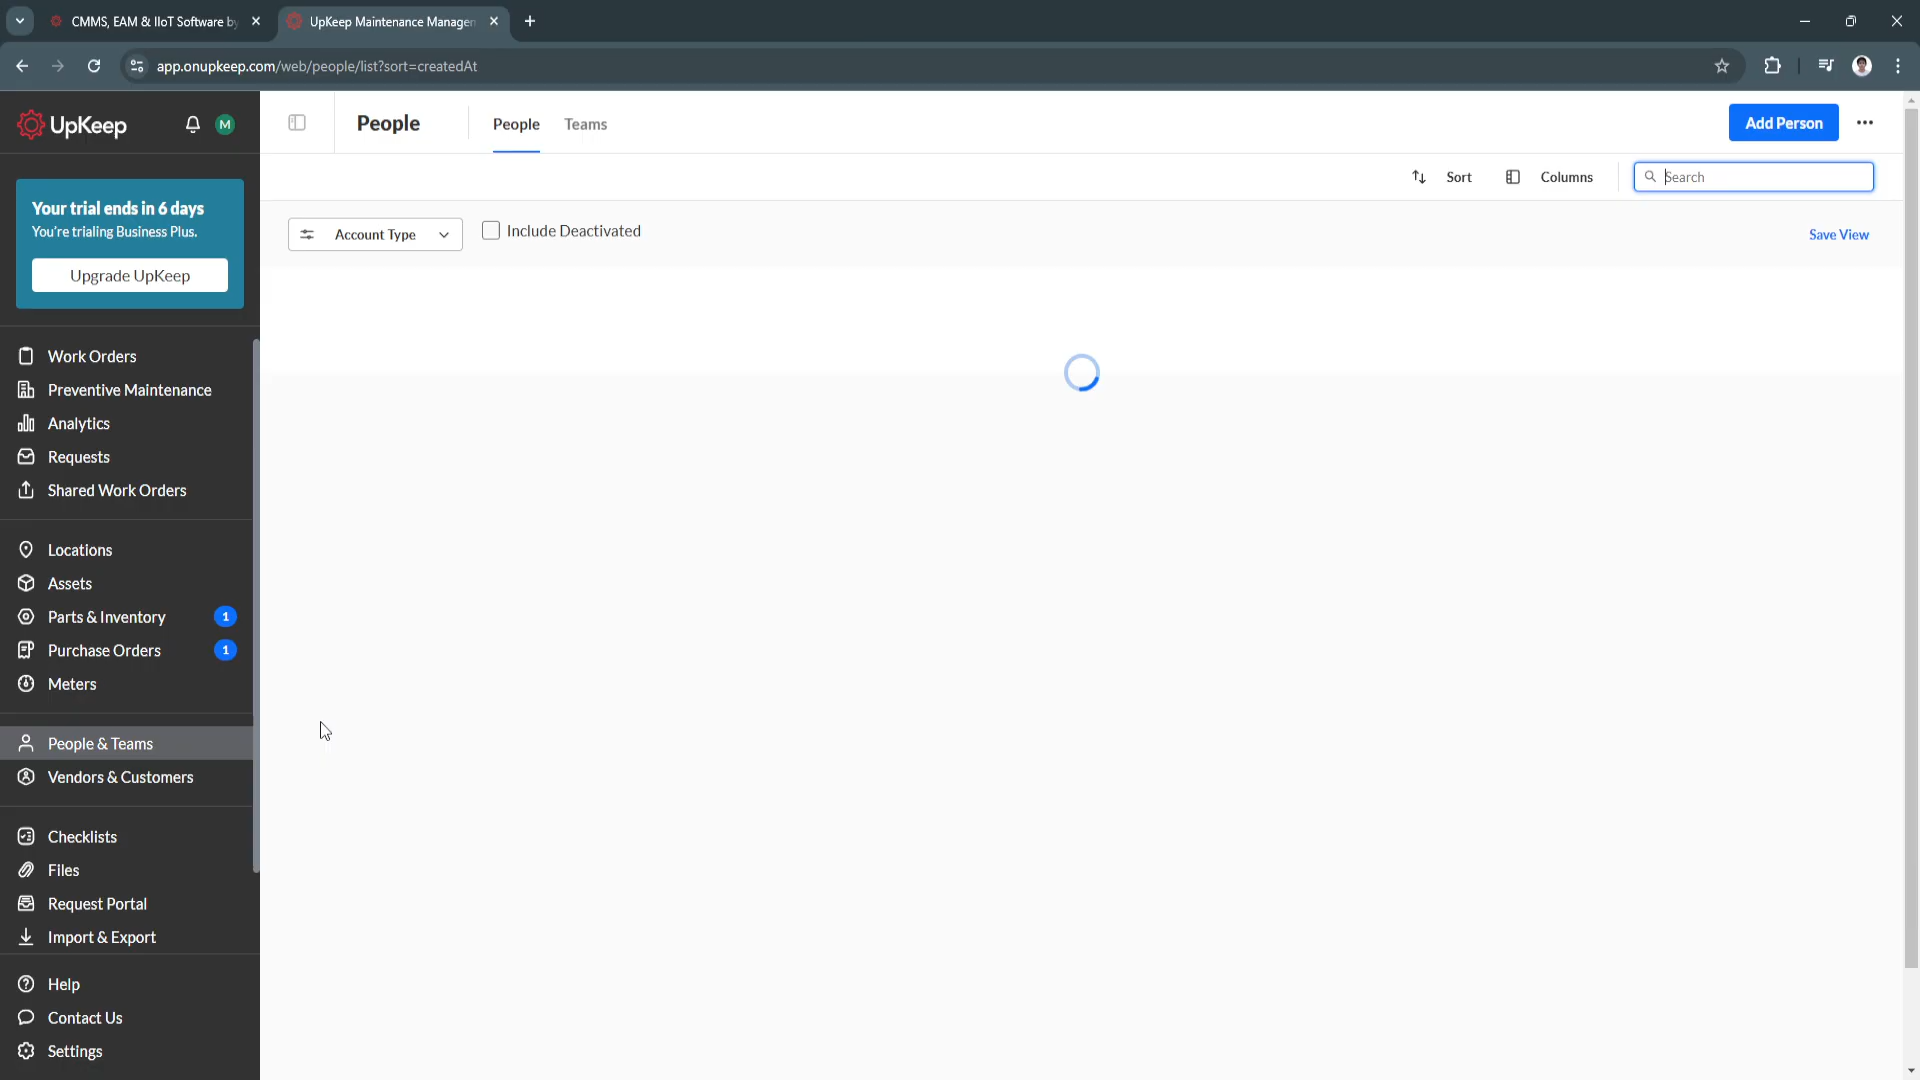 CMMS, EAM & IIoT Software by
UpKeep Maintenance Managem
app.onupkeep.com/web/people/list?sort=createdAt
UpKeep
M
People
People
Teams
Add Person
Sort
Columns
Search
Your trial ends in 6 days
You're trialing Business Plus.
Upgrade UpKeep
Account Type
Include Deactivated
Save View
Work Orders
Preventive Maintenance
Analytics
Requests
Shared Work Orders
Locations
Assets
Parts & Inventory
1
Purchase Orders
1
Meters
People & Teams
Vendors & Customers
Checklists
Files
Request Portal
Import & Export
Help
Contact Us
Settings